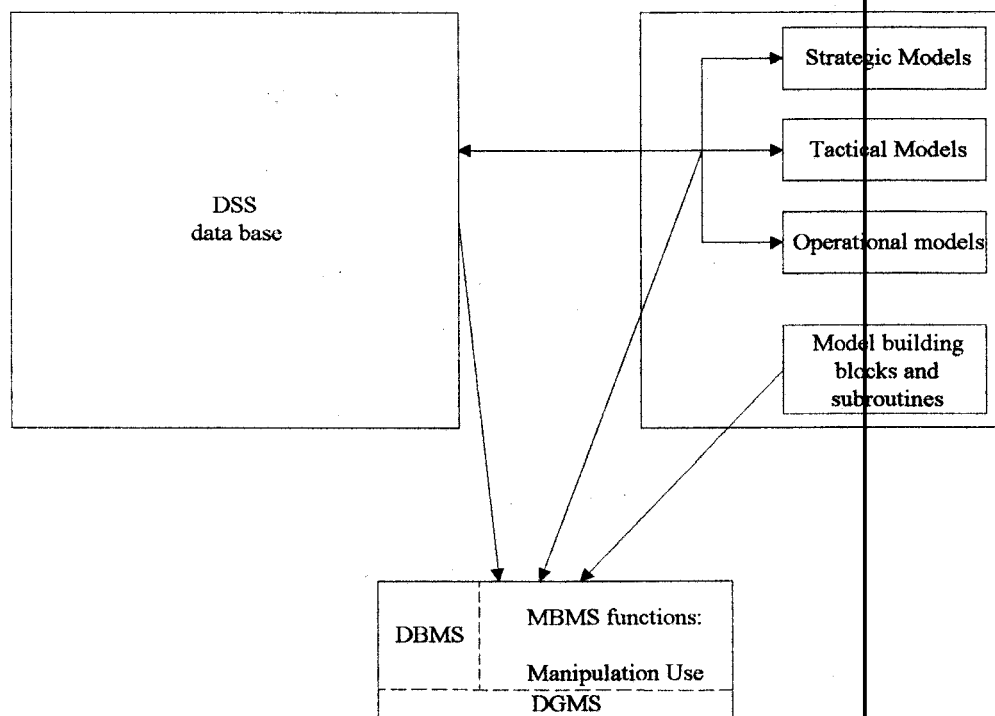 DSS
data base
Strategic Models
Tactical Models
Operational models
Model building
blocks and
subroutines
DBMS
MBMS functions:
Manipulation Use
DGMS